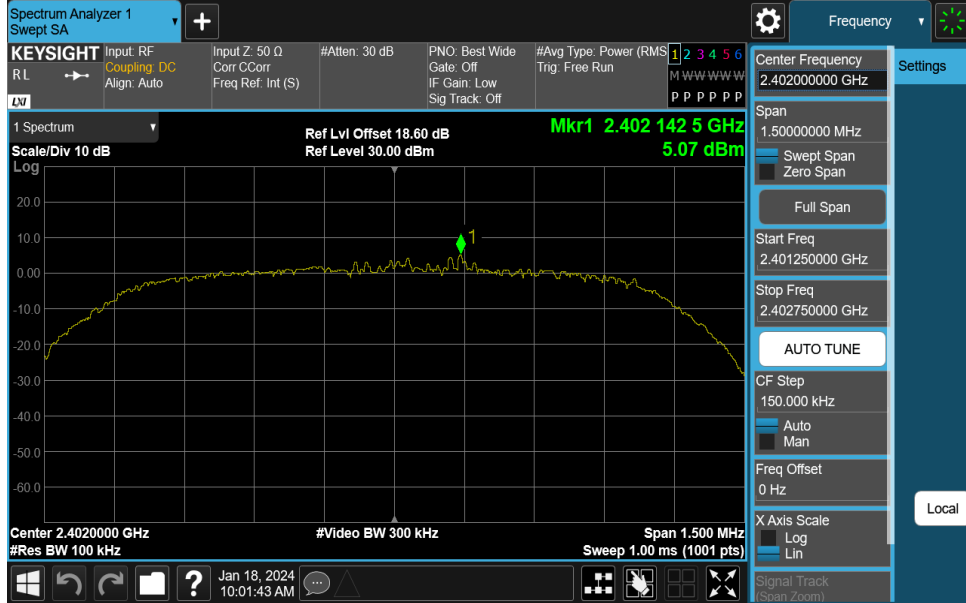 Spectrum Analyzer 1
Swept SA
+
Frequency
KEYSIGHT
R L
LXI
Input: RF
Coupling: DC
Align: Auto
Input Z: 50 Ω
Corr CCorr
Freq Ref: Int (S)
#Atten: 30 dB
PNO: Best Wide
Gate: Off
IF Gain: Low
Sig Track: Off
#Avg Type: Power (RMS
Trig: Free Run
1 2 3 4 5 6
M W W W W W
P P P P P P
1 Spectrum
Scale/Div 10 dB
Ref Lvl Offset 18.60 dB
Ref Level 30.00 dBm
Mkr1 2.402 142 5 GHz
5.07 dBm
Log
20.0
10.0
0.00
-10.0
-20.0
-30.0
-40.0
-50.0
-60.0
1
Center 2.4020000 GHz
#Res BW 100 kHz
#Video BW 300 kHz
Span 1.500 MHz
Sweep 1.00 ms (1001 pts)
Center Frequency
2.402000000 GHz
Settings
Span
1.50000000 MHz
Swept Span
Zero Span
Full Span
Start Freq
2.401250000 GHz
Stop Freq
2.402750000 GHz
AUTO TUNE
CF Step
150.000 kHz
Auto
Man
Freq Offset
0 Hz
X Axis Scale
Log
Lin
Signal Track
(Span Zoom)
Local
?
Jan 18, 2024
10:01:43 AM